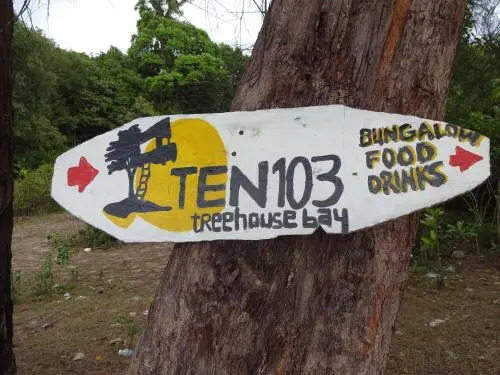 TEN103
treehouse bay
BUNGALOW
FOOD
DRINKS